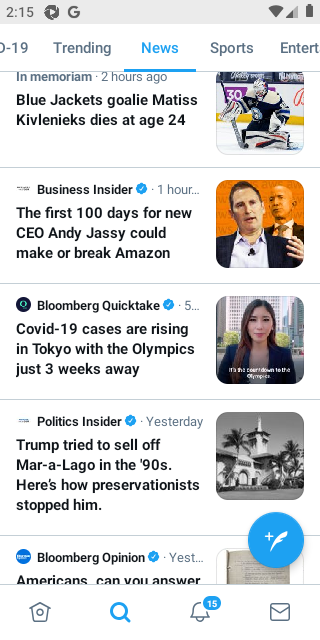 2:15
D-19 Trending News Sports Entert
In memoriam · 2 hours ago
Blue Jackets goalie Matiss
Kivlenieks dies at age 24
Business Insider · 1 hour…
The first 100 days for new
CEO Andy Jassy could
make or break Amazon
Bloomberg Quicktake · 5…
Covid-19 cases are rising
in Tokyo with the Olympics
just 3 weeks away
It's the countdown to the
Olympics.
Politics Insider · Yesterday
Trump tried to sell off
Mar-a-Lago in the '90s.
Here's how preservationists
stopped him.
Bloomberg Opinion · Yest…
Americans, can you answer
15